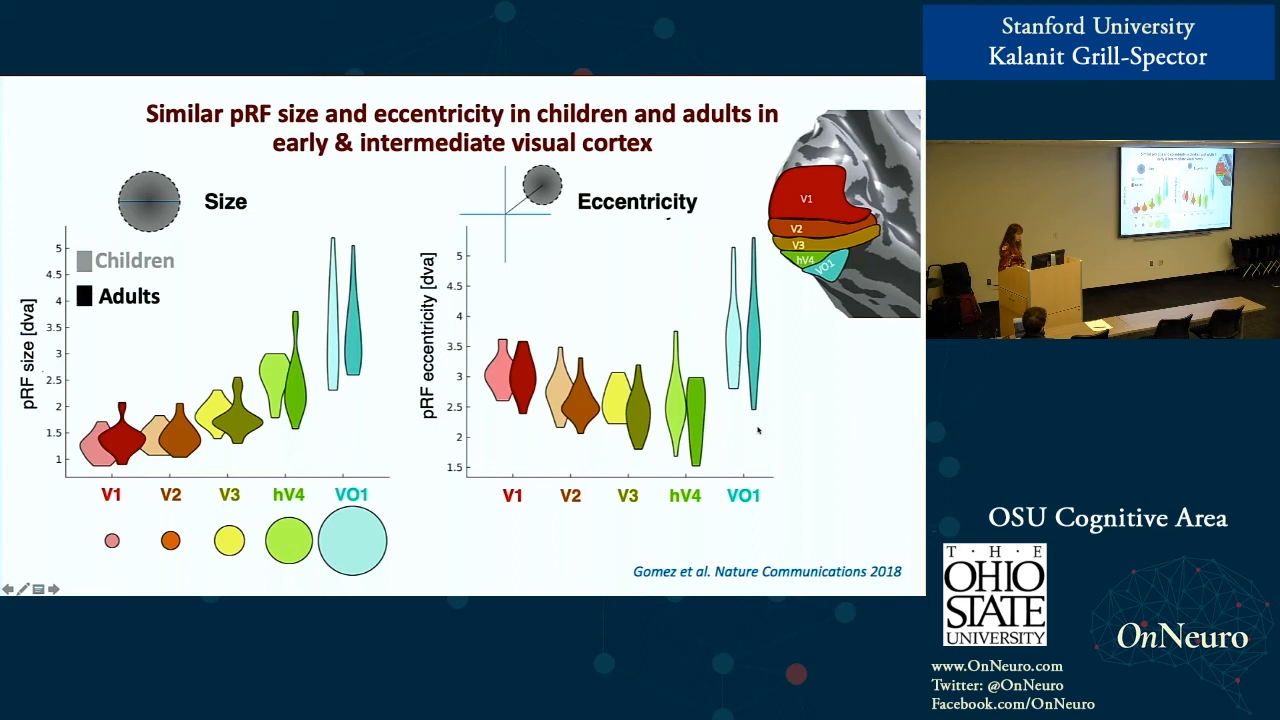 Stanford University
Kalanit Grill-Spector
Similar pRF size and eccentricity in children and adults in
early & intermediate visual cortex
Size
Eccentricity
Children
Adults
pRF size [dva]
5
4.5
4
3.5
3
2.5
2
1.5
1
V1
V2
V3
hV4
VO1
pRF eccentricity [dva]
5
4.5
4
3.5
3
2.5
2
1.5
V1
V2
V3
hV4
VO1
V1
V2
V3
hV4
VO1
Gomez et al. Nature Communications 2018
OSU Cognitive Area
T · H · E
OHIO
STATE
UNIVERSITY
OnNeuro
www.OnNeuro.com
Twitter: @OnNeuro
Facebook.com/OnNeuro